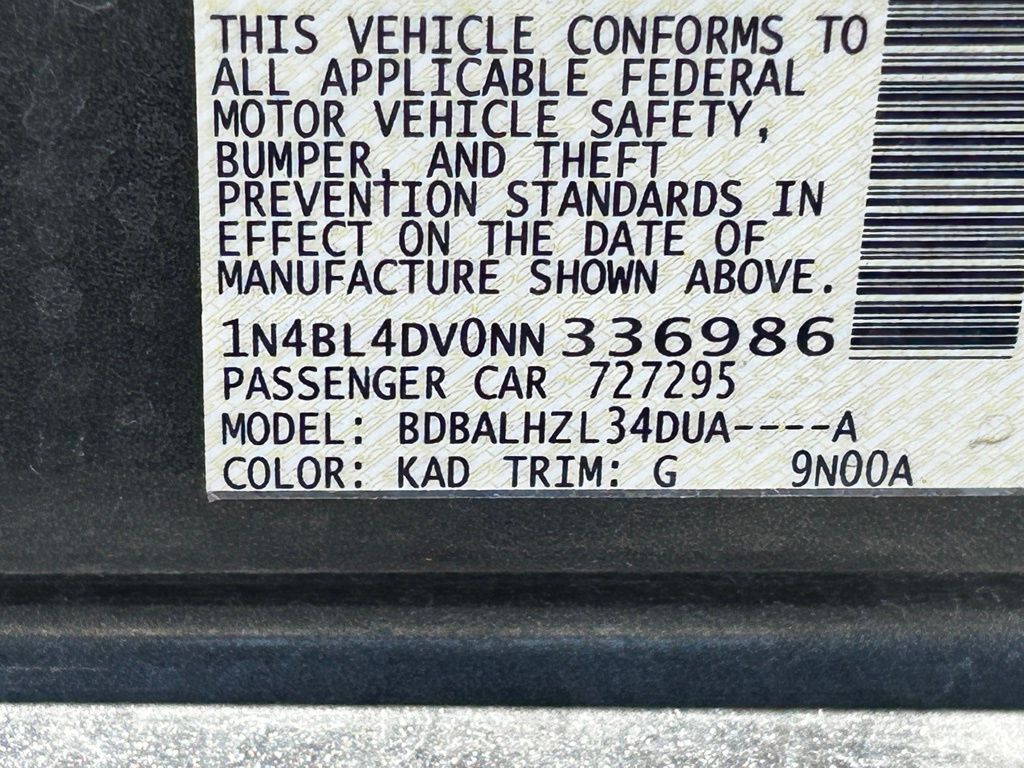 THIS VEHICLE CONFORMS TO
ALL APPLICABLE FEDERAL
MOTOR VEHICLE SAFETY,
BUMPER, AND THEFT
PREVENTION STANDARDS IN
EFFECT ON THE DATE OF
MANUFACTURE SHOWN ABOVE.
1N4BL4DV0NN336986
PASSENGER CAR 727295
MODEL: BDBALHZL34DUA----A
COLOR: KAD TRIM: G 9N00A